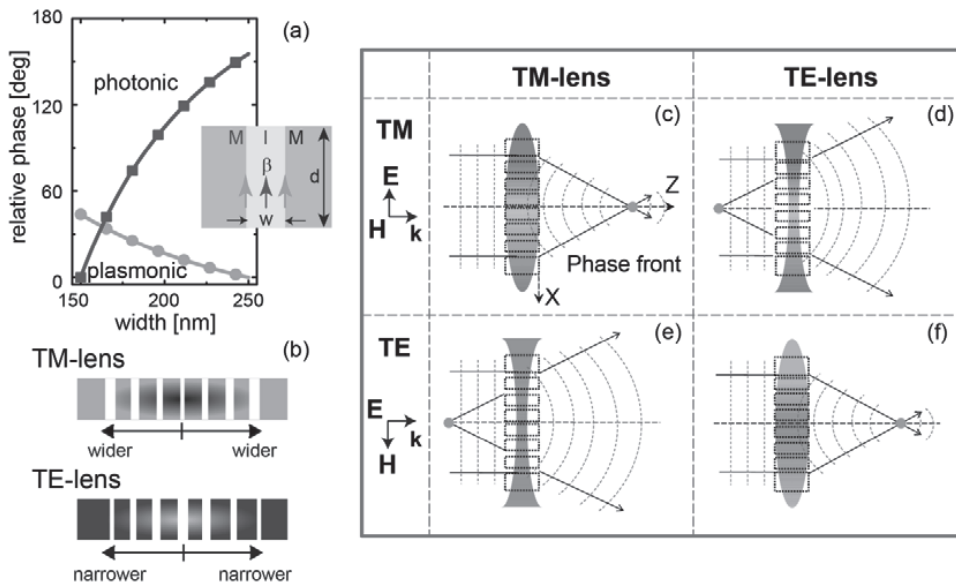 180
120
60
0
relative phase [deg]
photonic
plasmonic
(a)
M I M
β
d
w
150 200 250
width [nm]
(b)
TM-lens
wider wider
TE-lens
narrower narrower
TM-lens TE-lens
TM
E
H k
(c)
Z
Phase front
X
(d)
TE
E
k
H
(e)
(f)